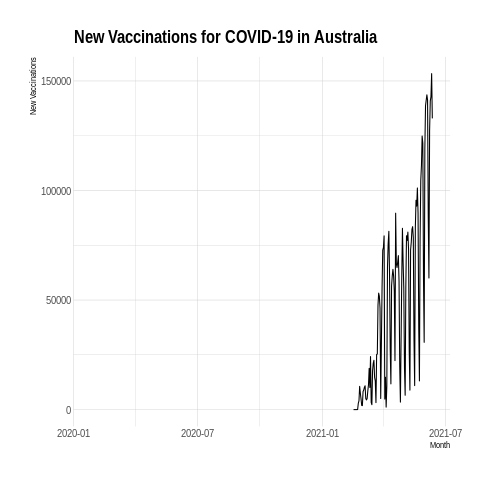 New Vaccinations for COVID-19 in Australia
New Vaccinations
150000
100000
50000
0
2020-01 2020-07 2021-01 2021-07
Month